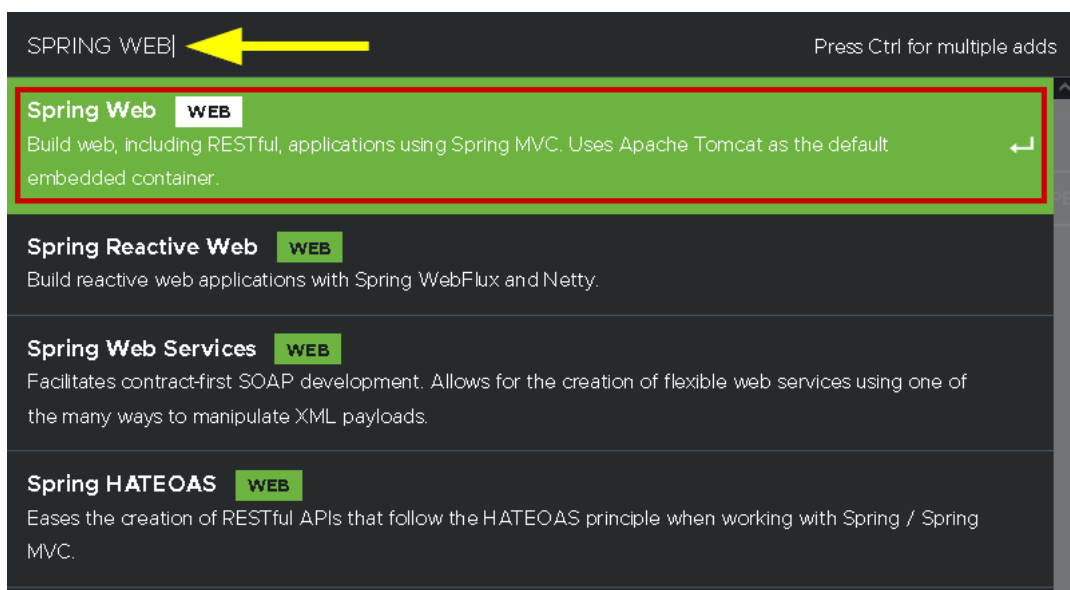 SPRING WEB
Press Ctrl for multiple adds
Spring Web WEB
Build web, including RESTful, applications using Spring MVC. Uses Apache Tomcat as the default
embedded container.
Spring Reactive Web WEB
Build reactive web applications with Spring WebFlux and Netty.
Spring Web Services WEB
Facilitates contract-first SOAP development. Allows for the creation of flexible web services using one of
the many ways to manipulate XML payloads.
Spring HATEOAS WEB
Eases the creation of RESTful APIs that follow the HATEOAS principle when working with Spring / Spring
MVC.